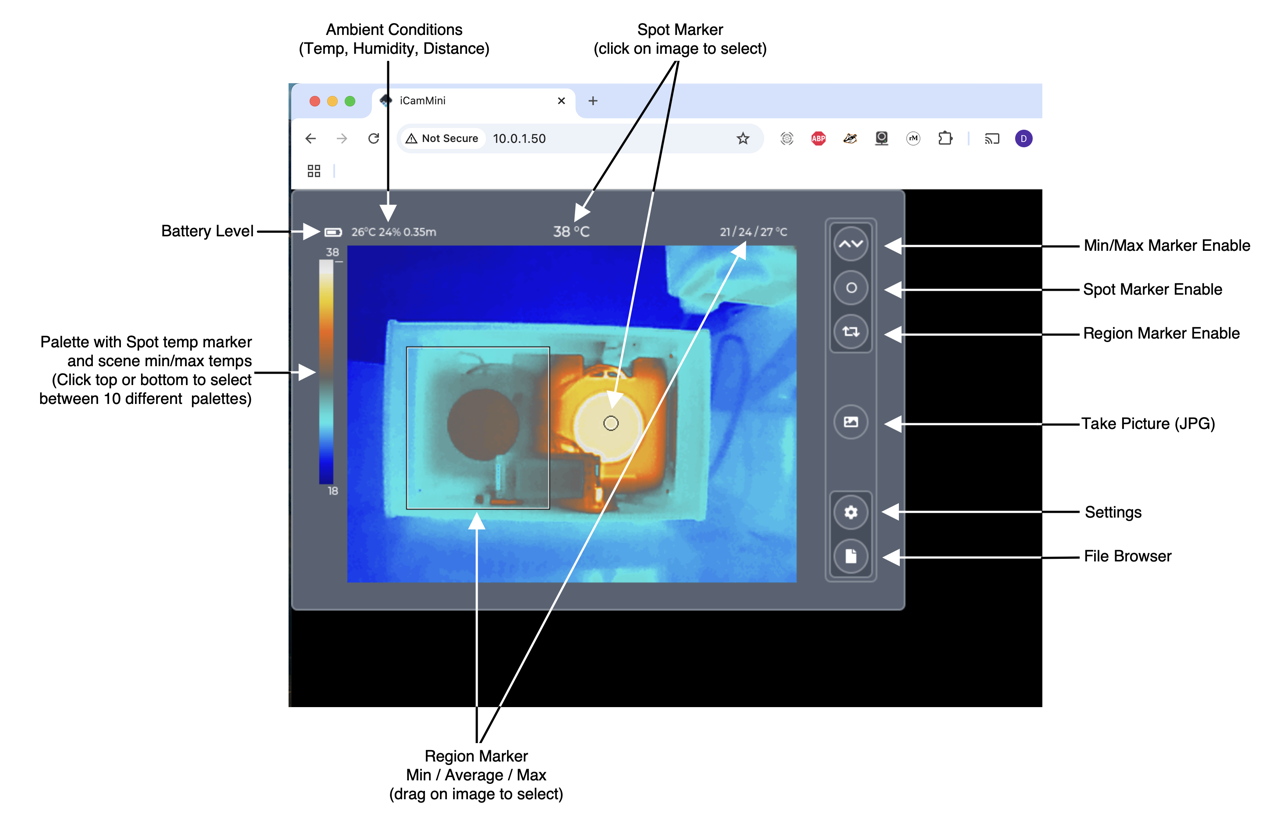 Ambient Conditions
(Temp, Humidity, Distance)
Spot Marker
(click on image to select)
iCamMini
Not Secure 10.0.1.50
ABP
rM
D
Battery Level
26°C 24% 0.35m
38 °C
21 / 24 / 27 °C
38
18
Min/Max Marker Enable
Spot Marker Enable
Region Marker Enable
Palette with Spot temp marker
and scene min/max temps
(Click top or bottom to select
between 10 different palettes)
Take Picture (JPG)
Settings
File Browser
Region Marker
Min / Average / Max
(drag on image to select)